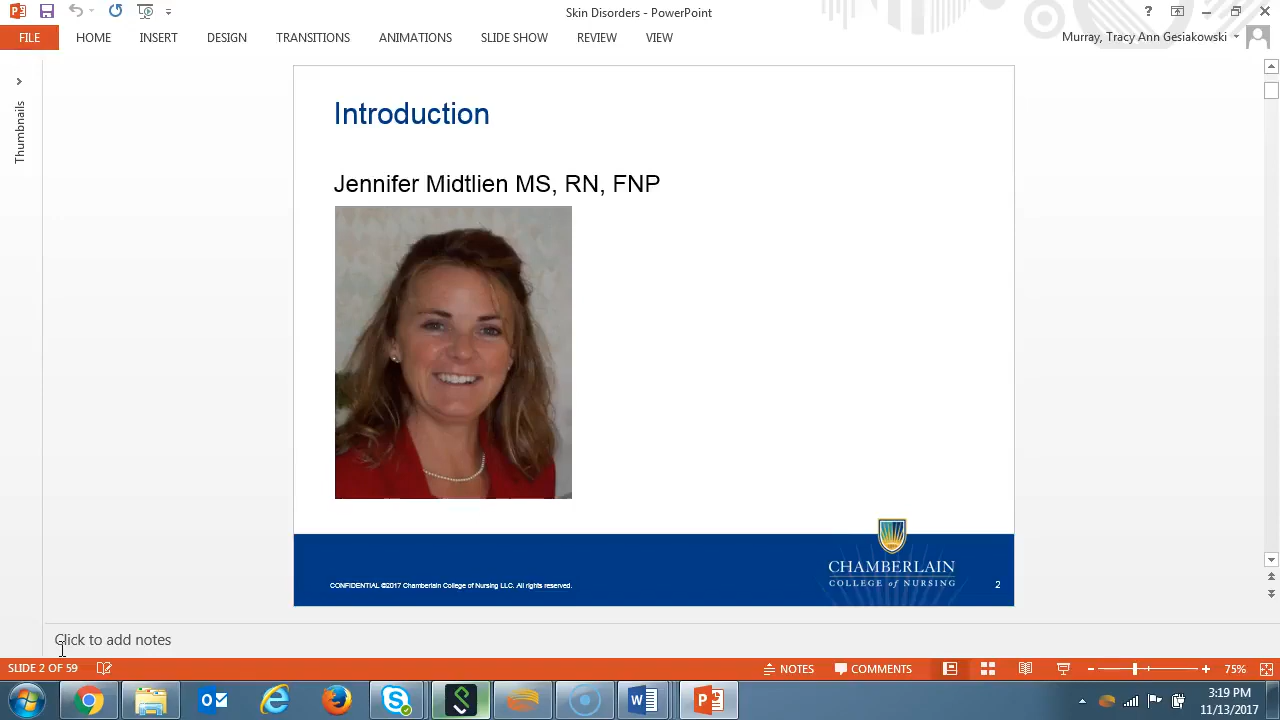 Skin Disorders - PowerPoint
?
FILE HOME INSERT DESIGN TRANSITIONS ANIMATIONS SLIDE SHOW REVIEW VIEW Murray, Tracy Ann Gesiakowski
Thumbnails
Introduction
Jennifer Midtlien MS, RN, FNP
CHAMBERLAIN
COLLEGE of NURSING
CONFIDENTIAL ©2017 Chamberlain College of Nursing LLC. All rights reserved.
2
Click to add notes
SLIDE 2 OF 59 NOTES COMMENTS 75%
3:19 PM
11/13/2017